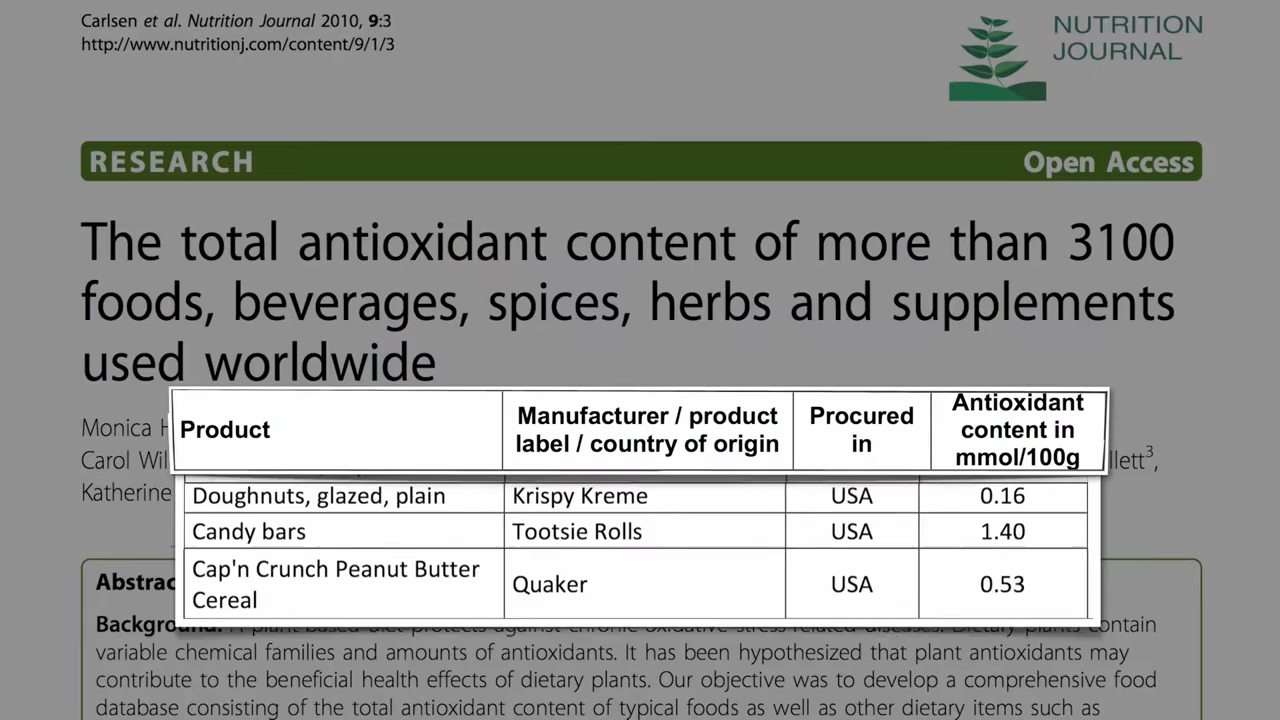 Carlsen et al. Nutrition Journal 2010, 9:3
http://www.nutritionj.com/content/9/1/3
NUTRITION
JOURNAL
RESEARCH
Open Access
The total antioxidant content of more than 3100
foods, beverages, spices, herbs and supplements
used worldwide
Monica
Carol
llett3,
Katherine
Product
Manufacturer / product
label / country of origin
Procured
in
Antioxidant
content in
mmol/100g
Doughnuts, glazed, plain
Krispy Kreme
USA
0.16
Candy bars
Tootsie Rolls
USA
1.40
Cap'n Crunch Peanut Butter
Cereal
Quaker
USA
0.53
Background: A plant-based diet protects against chronic oxidative stress-related diseases. Dietary plants contain
variable chemical families and amounts of antioxidants. It has been hypothesized that plant antioxidants may
contribute to the beneficial health effects of dietary plants. Our objective was to develop a comprehensive food
database consisting of the total antioxidant content of typical foods as well as other dietary items such as